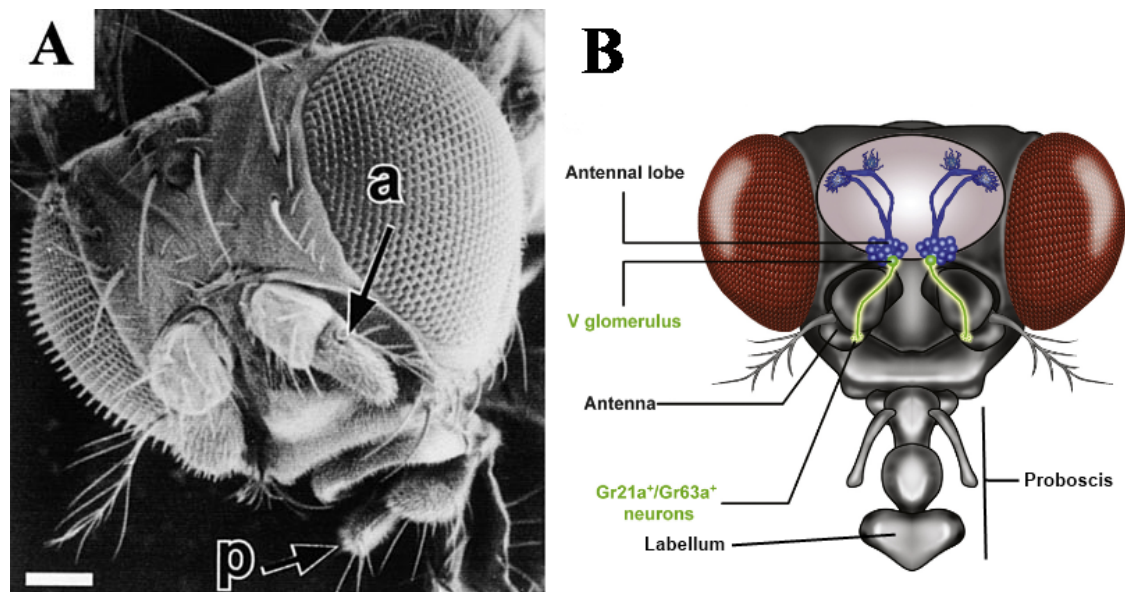 A
a
p
B
Antennal lobe
V glomerulus
Antenna
Gr21a⁺/Gr63a⁺
neurons
Labellum
Proboscis